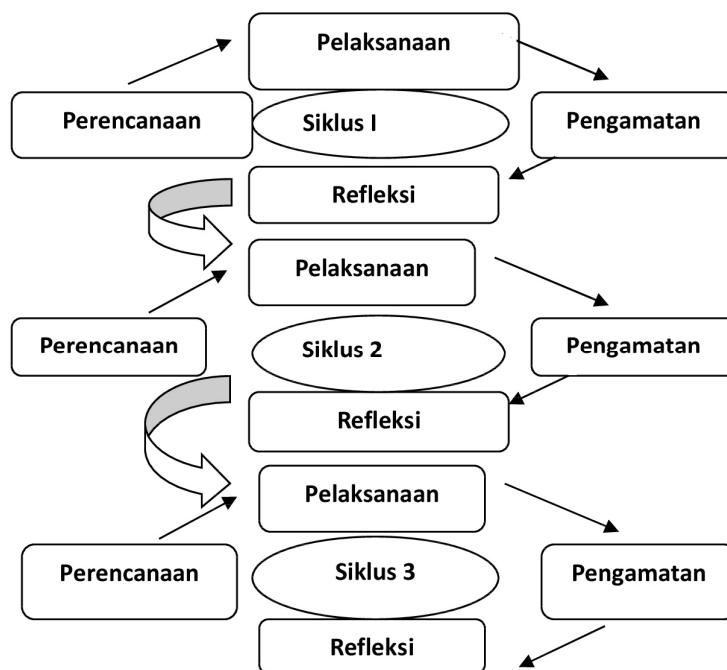 Pelaksanaan
Perencanaan
Siklus I
Pengamatan
Refleksi
Pelaksanaan
Perencanaan
Siklus 2
Pengamatan
Refleksi
Pelaksanaan
Perencanaan
Siklus 3
Pengamatan
Refleksi